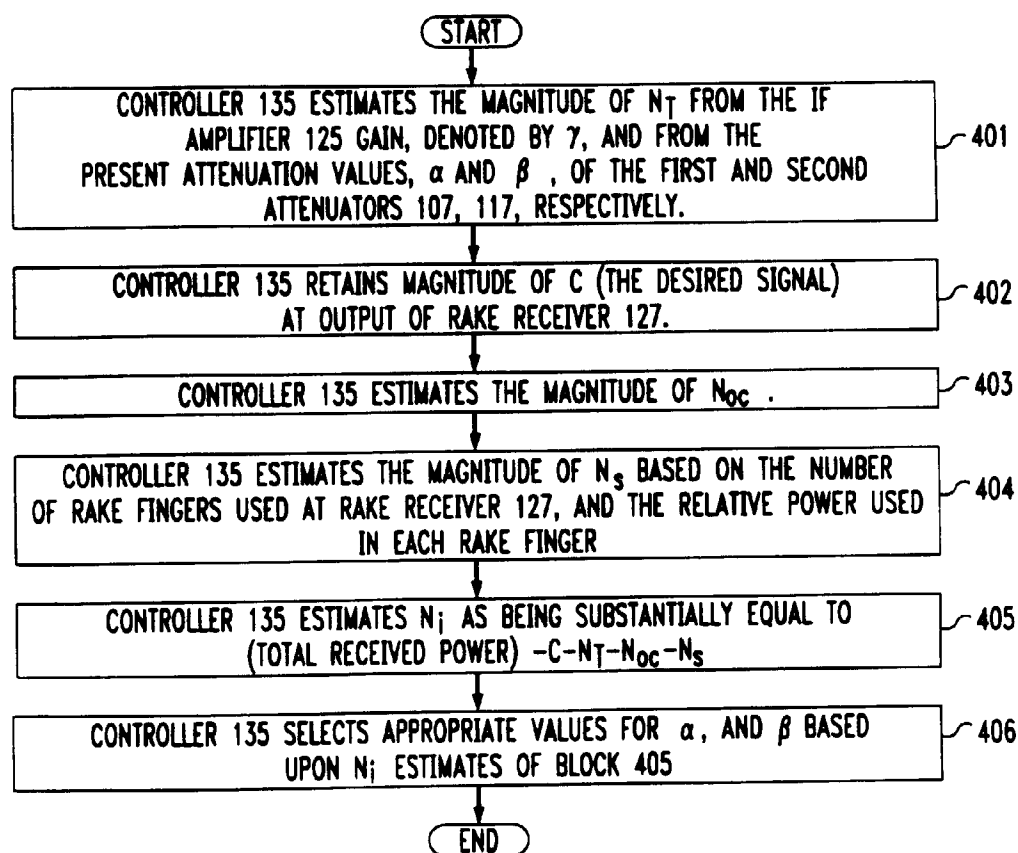 START
CONTROLLER 135 ESTIMATES THE MAGNITUDE OF N_T FROM THE IF
AMPLIFIER 125 GAIN, DENOTED BY γ, AND FROM THE
PRESENT ATTENUATION VALUES, α AND β , OF THE FIRST AND SECOND
ATTENUATORS 107, 117, RESPECTIVELY.
401
CONTROLLER 135 RETAINS MAGNITUDE OF C (THE DESIRED SIGNAL)
AT OUTPUT OF RAKE RECEIVER 127.
402
CONTROLLER 135 ESTIMATES THE MAGNITUDE OF N_OC .
403
CONTROLLER 135 ESTIMATES THE MAGNITUDE OF N_S BASED ON THE NUMBER
OF RAKE FINGERS USED AT RAKE RECEIVER 127, AND THE RELATIVE POWER USED
IN EACH RAKE FINGER
404
CONTROLLER 135 ESTIMATES N_i AS BEING SUBSTANTIALLY EQUAL TO
(TOTAL RECEIVED POWER) -C-N_T-N_OC-N_S
405
CONTROLLER 135 SELECTS APPROPRIATE VALUES FOR α, AND β BASED
UPON N_i ESTIMATES OF BLOCK 405
406
END